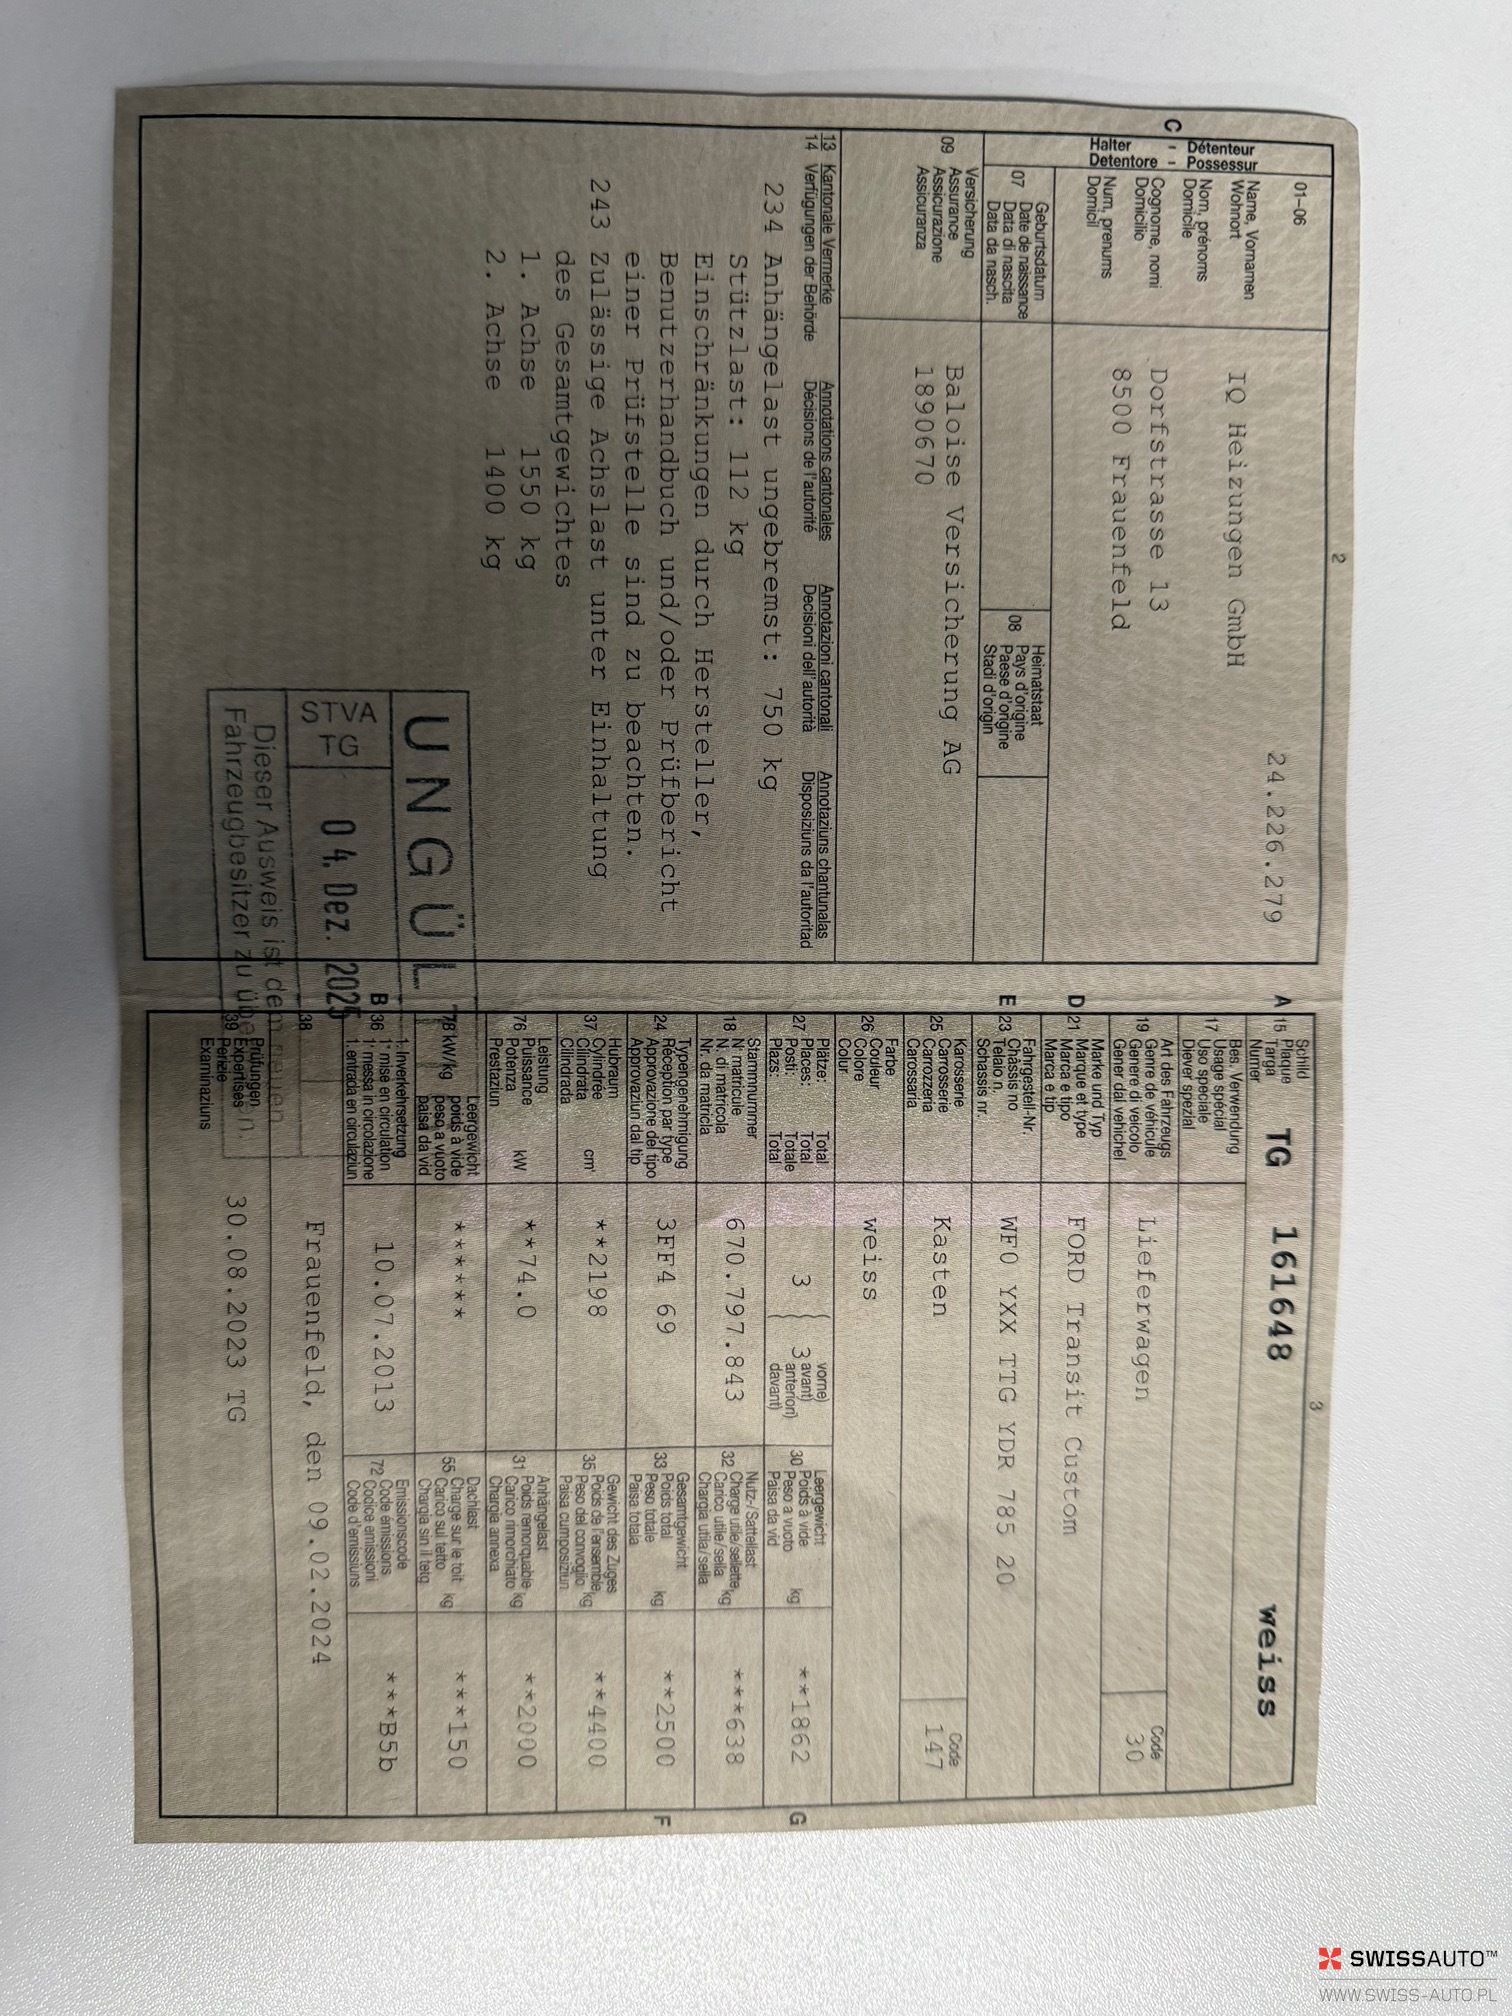 2
01-06
24.226.279
C
Halter - Détenteur
Detentore - Possessur
Name, Vornamen
Wohnort
Nom, prénoms
Domicile
Cognome, nomi
Domicilio
Num, prenums
Domicil
IQ Heizungen GmbH
Dorfstrasse 13
8500 Frauenfeld
07
Geburtsdatum
Date de naissance
Data di nascita
Data da nasch.
08
Heimatstaat
Pays d'origine
Paese d'origine
Stadi d'origin
09
Versicherung
Assurance
Assicurazione
Assicuranza
Baloise Versicherung AG
1890670
13 Kantonale Vermerke Annotations cantonales Annotazioni cantonali Annotaziuns chantunalas
14 Verfügungen der Behörde Décisions de l'autorité Decisioni dell'autorità Disposiziuns da l'autoritad
234 Anhängelast ungebremst: 750 kg
Stützlast: 112 kg
Einschränkungen durch Hersteller,
Benutzerhandbuch und/oder Prüfbericht
einer Prüfstelle sind zu beachten.
243 Zulässige Achslast unter Einhaltung
des Gesamtgewichtes
1. Achse 1550 kg
2. Achse 1400 kg
UNGÜL
STVA
TG
04. Dez. 2025
Dieser Ausweis ist dem neuen
Fahrzeugbesitzer zu
3
A
15
Schild
Plaque
Targa
Numer
TG 161648 weiss
17
Bes. Verwendung
Usage spécial
Uso speciale
Diever spezial
19
Art des Fahrzeugs
Genre de véhicule
Genere di veicolo
Gener dal vehichel
Lieferwagen
Code
30
D
21
Marke und Typ
Marque et type
Marca e tipo
Marca e tip
FORD Transit Custom
E
23
Fahrgestell-Nr.
Châssis no
Telaio n.
Schassis nr.
WF0 YXX TTG YDR 785 20
25
Karosserie
Carrosserie
Carrozzeria
Carossaria
Kasten
Code
147
26
Farbe
Couleur
Colore
Colur
weiss
27
Plätze: Total
Places: Total
Posti: Totale
Plazs: Total
3
3
vorne)
avant)
anteriori)
davant)
30
Leergewicht
Poids à vide
Peso a vuoto
Paisa da vid
kg
**1862
G
18
Stammnummer
N° matricule
N. di matricola
Nr. da matricla
670.797.843
32
Nutz-/Sattellast
Charge utile/sellette
Carico utile/sella
Chargia utila/sella
kg
***638
24
Typengenehmigung
Réception par type
Approvazione del tipo
Approvaziun dal tip
3FF4 69
33
Gesamtgewicht
Poids total
Peso totale
Paisa totala
kg
**2500
F
37
Hubraum
Cylindrée
Cilindrata
Cilindrada
cm³
**2198
35
Gewicht des Zuges
Poids de l'ensemble
Peso del convoglio
Paisa cumposiziun
kg
**4400
76
Leistung
Puissance
Potenza
Prestaziun
kW
**74.0
31
Anhängelast
Poids remorquable
Carico rimorchiato
Chargia annexa
kg
**2000
78 kW/kg
Leergewicht
poids à vide
peso a vuoto
paisa da vid
******
55
Dachlast
Charge sur le toit
Carico sul tetto
Chargia sin il tetg
kg
***150
B
36
1. Inverkehrsetzung
1ʳᵉ mise en circulation
1ª messa in circolazione
1. entrada en circulaziun
10.07.2013
72
Emissionscode
Code émissions
Codice emissioni
Code d'emissiuns
***B5b
38
Frauenfeld, den 09.02.2024
39
Prüfungen
Expertises
Perizie
Examinaziuns
30.08.2023 TG
SWISSAUTO™
WWW.SWISS-AUTO.PL